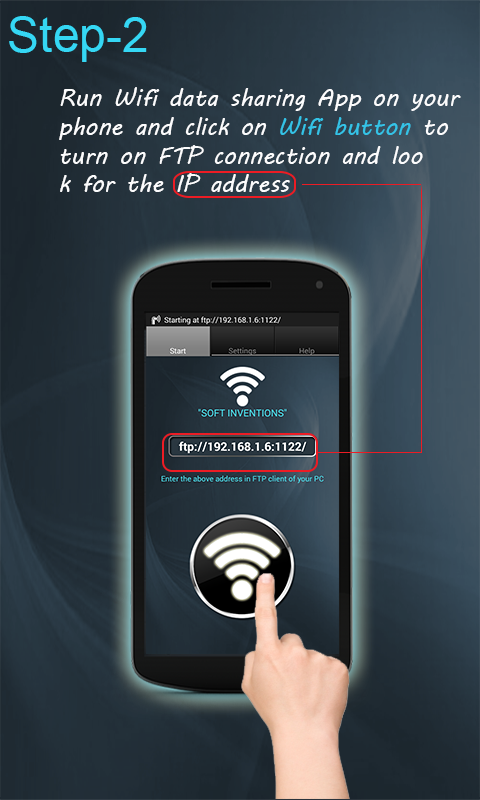 Step-2
Run Wifi data sharing App on your
phone and click on Wifi button to
turn on FTP connection and loo
k for the IP address
Starting at ftp://192.168.1.6:1122/
Start Settings Help
"SOFT INVENTIONS"
ftp://192.168.1.6:1122/
Enter the above address in FTP client of your PC